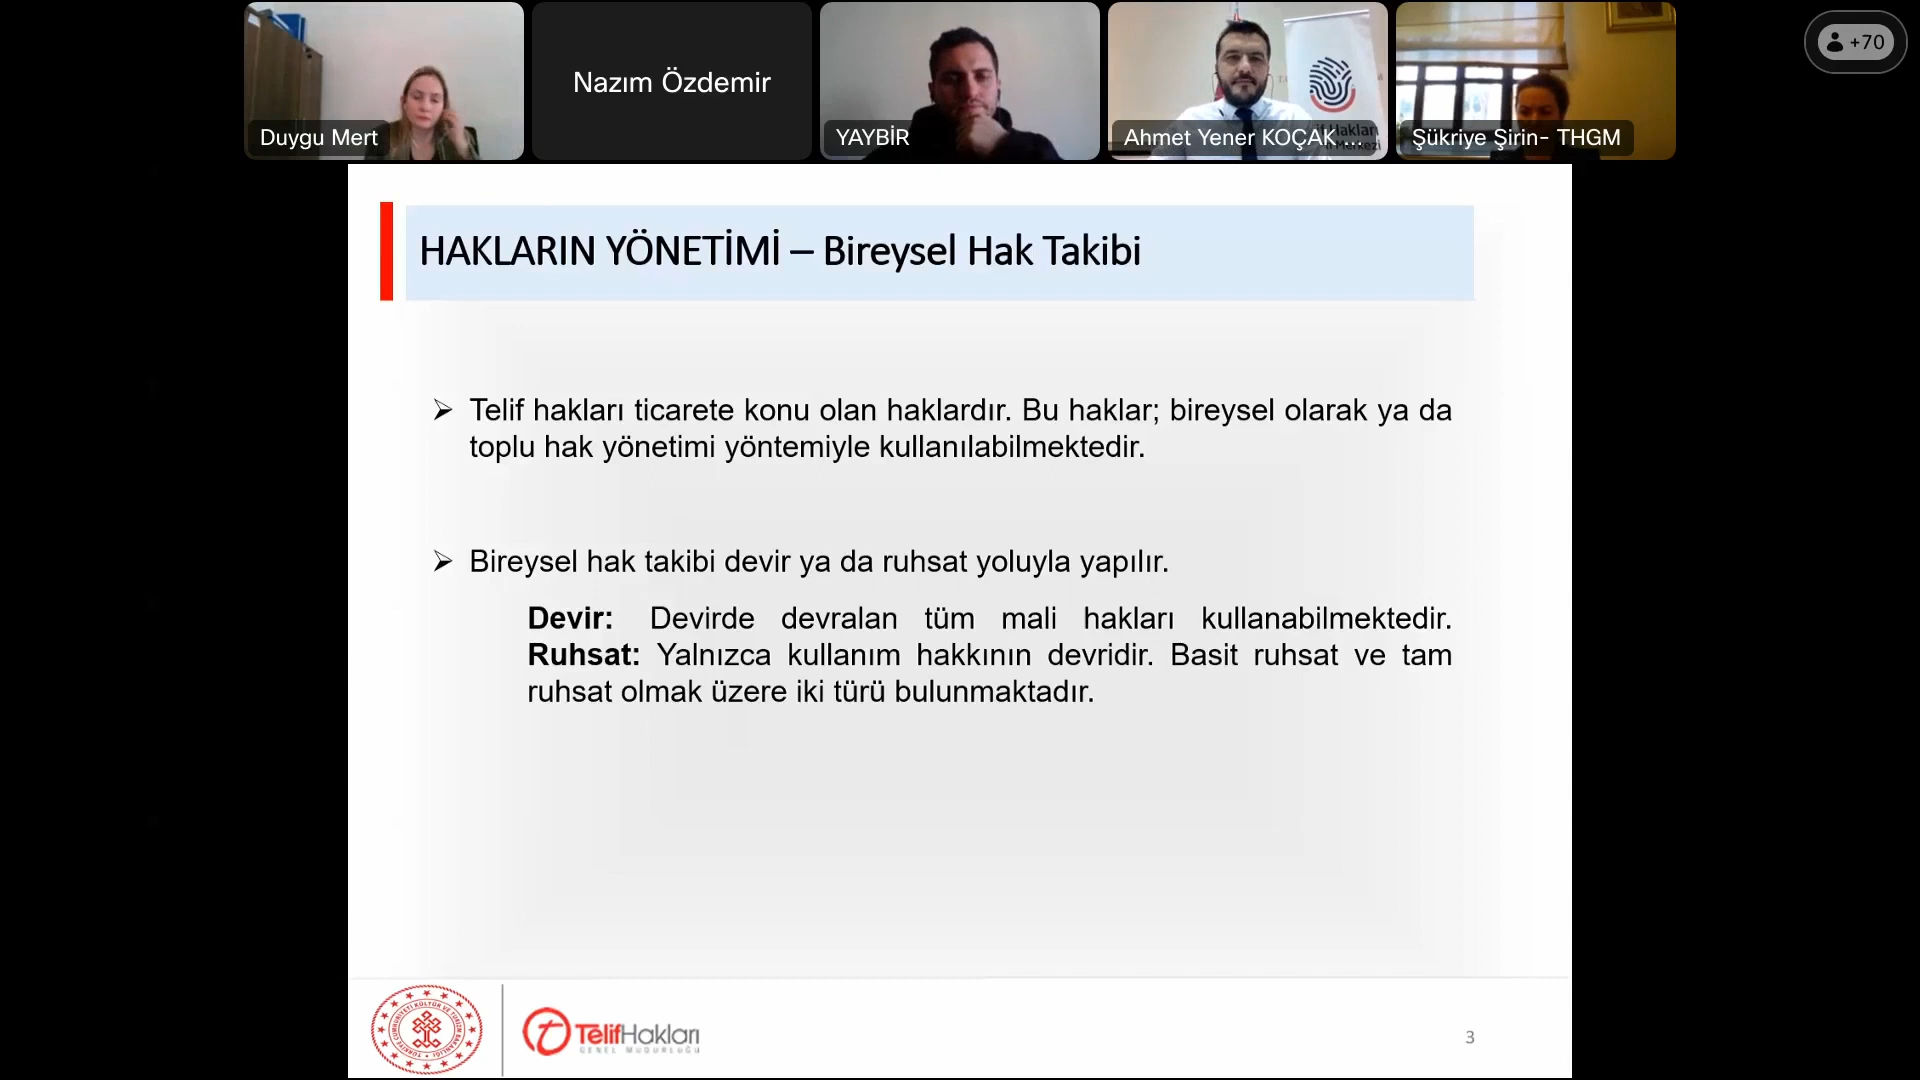 Duygu Mert
Nazım Özdemir
YAYBİR
Ahmet Yener KOÇAK ...
Şükriye Şirin- THGM
+70
HAKLARIN YÖNETİMİ – Bireysel Hak Takibi
➢ Telif hakları ticarete konu olan haklardır. Bu haklar; bireysel olarak ya da
toplu hak yönetimi yöntemiyle kullanılabilmektedir.
➢ Bireysel hak takibi devir ya da ruhsat yoluyla yapılır.
Devir: Devirde devralan tüm mali hakları kullanabilmektedir.
Ruhsat: Yalnızca kullanım hakkının devridir. Basit ruhsat ve tam
ruhsat olmak üzere iki türü bulunmaktadır.
TelifHakları
GENEL MÜDÜRLÜĞÜ
3